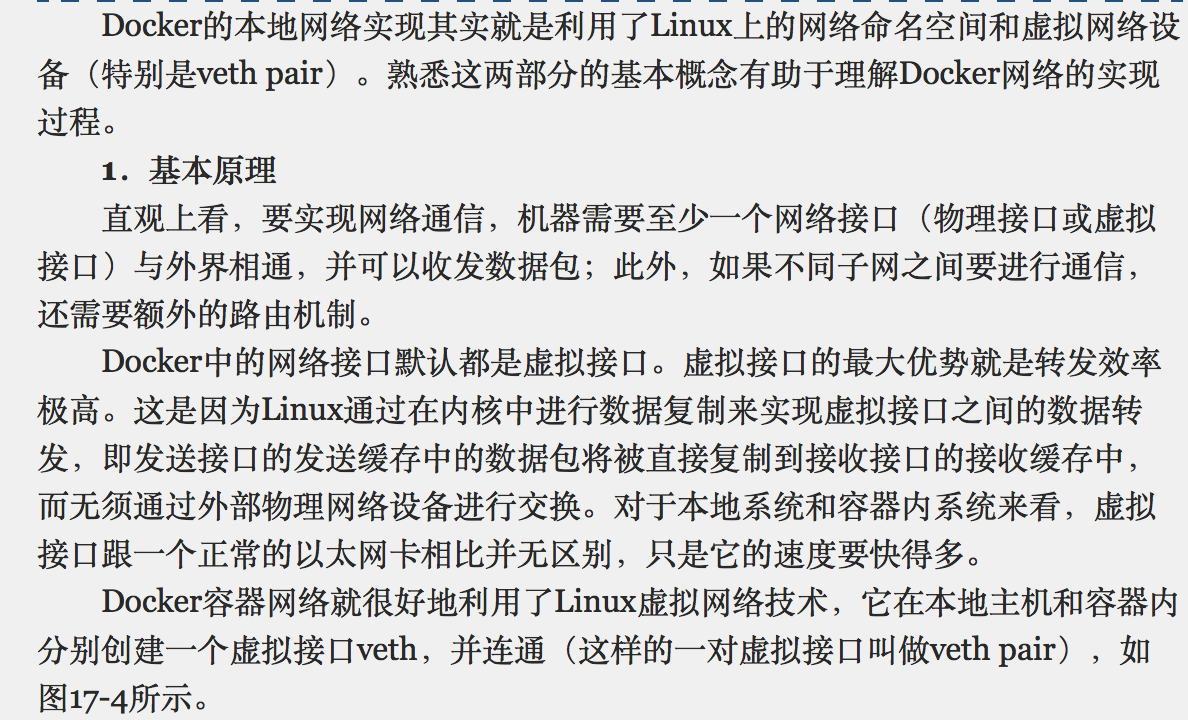 Docker的本地网络实现其实就是利用了Linux上的网络命名空间和虚拟网络设
备（特别是veth pair）。熟悉这两部分的基本概念有助于理解Docker网络的实现
过程。
1．基本原理
直观上看，要实现网络通信，机器需要至少一个网络接口（物理接口或虚拟
接口）与外界相通，并可以收发数据包；此外，如果不同子网之间要进行通信，
还需要额外的路由机制。
Docker中的网络接口默认都是虚拟接口。虚拟接口的最大优势就是转发效率
极高。这是因为Linux通过在内核中进行数据复制来实现虚拟接口之间的数据转
发，即发送接口的发送缓存中的数据包将被直接复制到接收接口的接收缓存中，
而无须通过外部物理网络设备进行交换。对于本地系统和容器内系统来看，虚拟
接口跟一个正常的以太网卡相比并无区别，只是它的速度要快得多。
Docker容器网络就很好地利用了Linux虚拟网络技术，它在本地主机和容器内
分别创建一个虚拟接口veth，并连通（这样的一对虚拟接口叫做veth pair），如
图17-4所示。